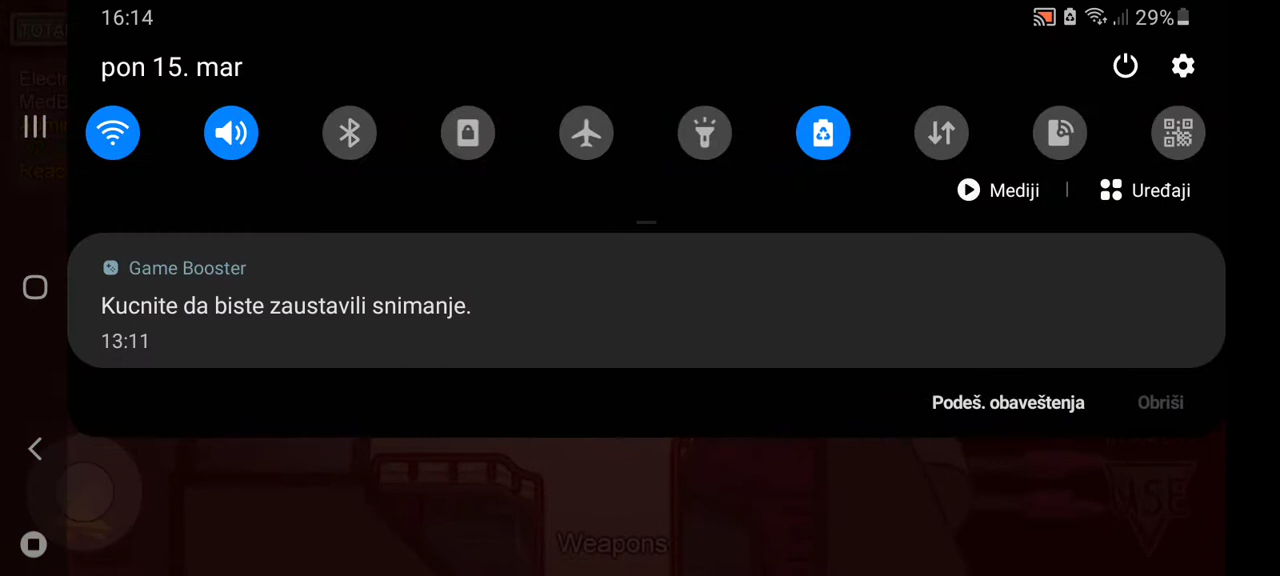 16:14
29%
pon 15. mar
Mediji
Uređaji
Game Booster
Kucnite da biste zaustavili snimanje.
13:11
Podeš. obaveštenja
Obriši
Weapons